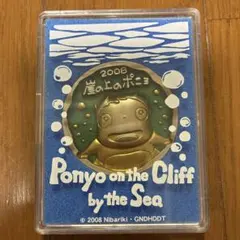 2008
崖の上のポニョ
Ponyo on the Cliff
by the Sea
© 2008 Nibariki - GNDHDDT